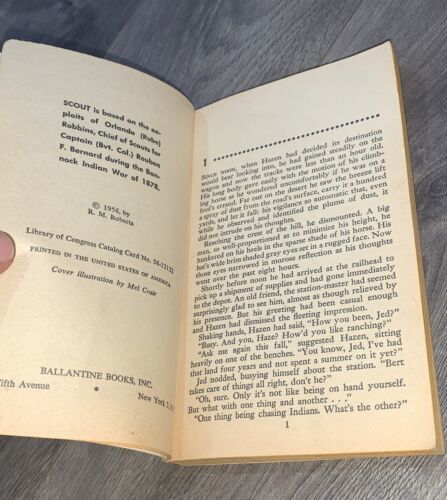 SCOUT is based on the ex-
ploits of Orlando (Rube)
Robbins, Chief of Scouts for
Captain (Bvt. Col.) Reuben
F. Bernard during the Ban-
nock Indian War of 1878.
© 1956, by
R. M. Roberts
Library of Congress Catalog Card No. 56-12122
PRINTED IN THE UNITED STATES OF AMERICA
Cover illustration by Mel Crair
BALLANTINE BOOKS, INC.
Fifth Avenue • New York
1
SINCE NOON, when Hazen had decided its destination
would bear looking into, he had gained steadily on the
wagon and now the tracks were less than an hour old.
His long body gave easily with the motion of his climb-
ing horse as he wondered uncomfortably if he was on a
fool's errand. Far out on the desert he saw the breeze lift
a spray of dust from the road's surface, carry it a hundred
yards, and let it fall: his vigilance so automatic that, even
while he observed and identified the plume of dust, it
did not intrude on his thoughts.
Reaching the crest of the hill, he dismounted. A big
man, so well-proportioned as to minimize his height, he
hunkered on his heels in the sparse shade of his horse. His
hat's wide brim shaded gray eyes set in a rugged face. Now
those eyes narrowed in morose reflection as his thoughts
went over the past eight hours.
Shortly before noon he had arrived at the railhead to
pick up a shipment of supplies and had gone immediately
to the depot. An old friend, the station-master had seemed
surprisingly glad to see him, almost as though relieved by
his presence. But his greeting had been casual enough
and Hazen had dismissed the fleeting impression.
Shaking hands, Hazen had said, "How you been, Jed?"
"Busy. And you, Haze? How'd you like ranching?"
"Ask me again this fall," suggested Hazen, sitting
heavily on one of the benches. "You know, Jed, I've had
that land four years and not spent a summer on it yet?"
Jed nodded, busying himself about the station. "Bert
takes care of things all right, don't he?"
"Oh, sure. Only it's not like being on hand yourself.
But what with one thing and another . . ."
"One thing being chasing Indians. What's the other?"
1